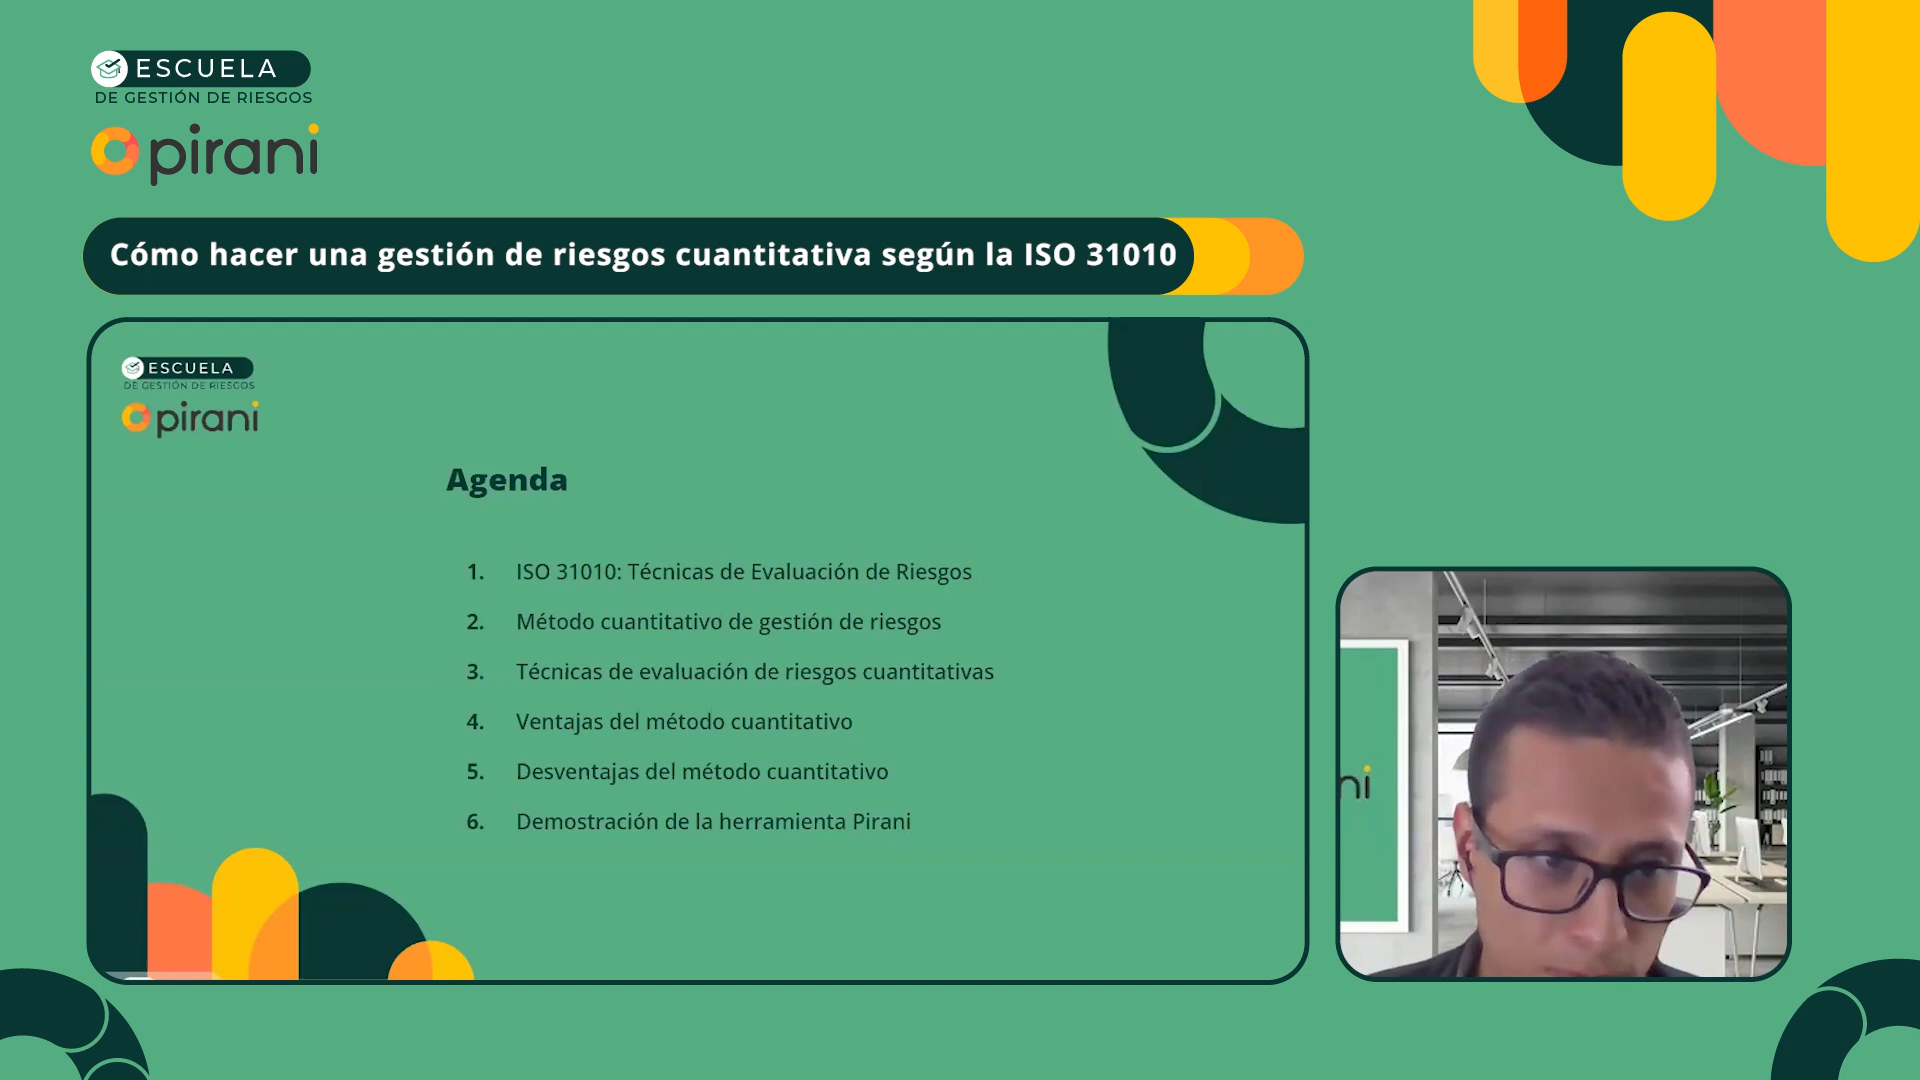 ESCUELA
DE GESTIÓN DE RIESGOS
pirani
Cómo hacer una gestión de riesgos cuantitativa según la ISO 31010
ESCUELA
DE GESTIÓN DE RIESGOS
pirani
Agenda
1. ISO 31010: Técnicas de Evaluación de Riesgos
2. Método cuantitativo de gestión de riesgos
3. Técnicas de evaluación de riesgos cuantitativas
4. Ventajas del método cuantitativo
5. Desventajas del método cuantitativo
6. Demostración de la herramienta Pirani
ni